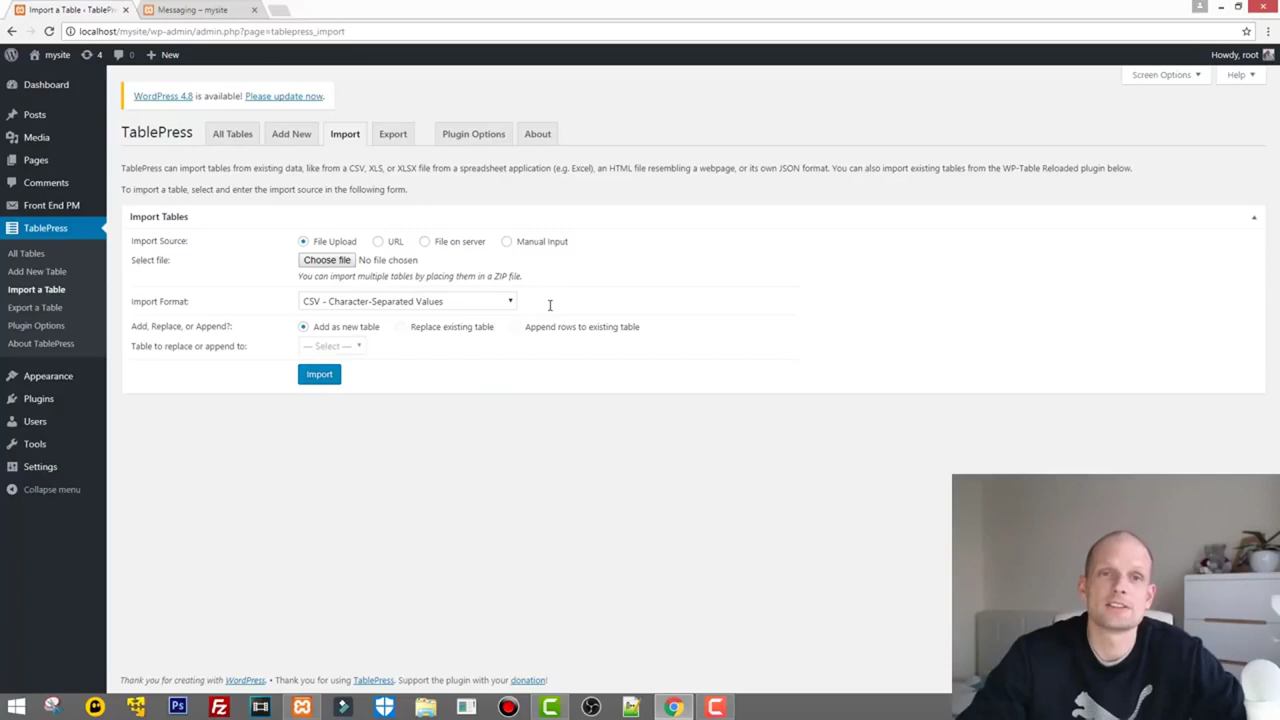 Import a Table ‹ TablePr
Messaging – mysite
localhost/mysite/wp-admin/admin.php?page=tablepress_import
mysite
4
0
New
Howdy, root
Screen Options
Help
Dashboard
Posts
Media
Pages
Comments
Front End PM
TablePress
All Tables
Add New Table
Import a Table
Export a Table
Plugin Options
About TablePress
Appearance
Plugins
Users
Tools
Settings
Collapse menu
WordPress 4.8 is available! Please update now.
TablePress
All Tables
Add New
Import
Export
Plugin Options
About
TablePress can import tables from existing data, like from a CSV, XLS, or XLSX file from a spreadsheet application (e.g. Excel), an HTML file resembling a webpage, or its own JSON format. You can also import existing tables from the WP-Table Reloaded plugin below.
To import a table, select and enter the import source in the following form.
Import Tables
Import Source: File Upload URL File on server Manual Input
Select file: Choose file No file chosen
You can import multiple tables by placing them in a ZIP file.
Import Format: CSV - Character-Separated Values
Add, Replace, or Append?: Add as new table Replace existing table Append rows to existing table
Table to replace or append to: — Select —
Import
Thank you for creating with WordPress. • Thank you for using TablePress. Support the plugin with your donation!
Ps
Fz